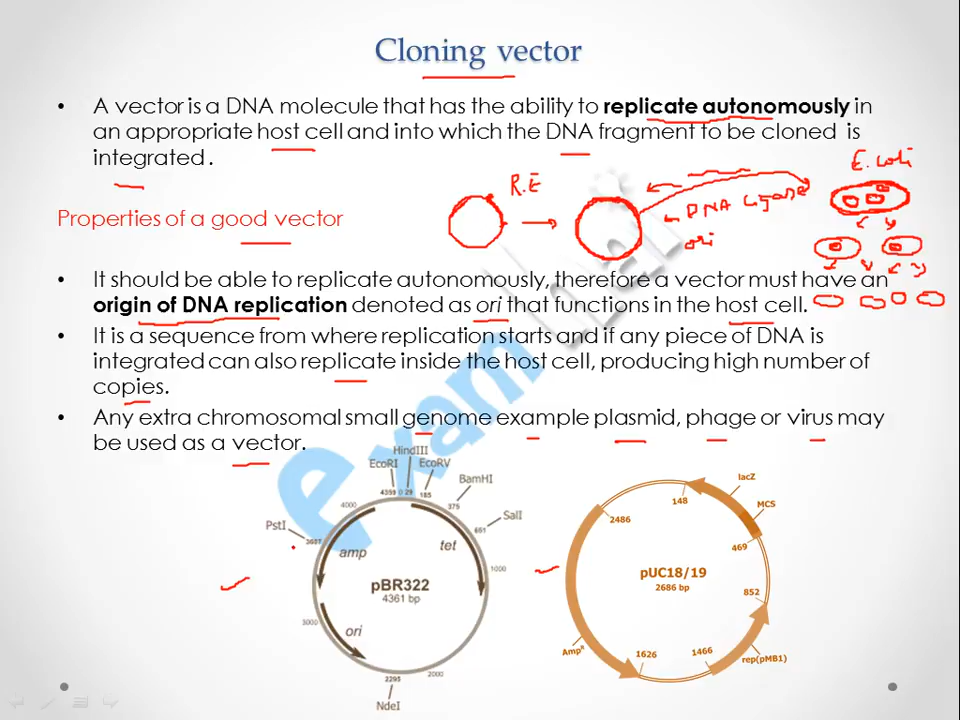 Cloning vector
• A vector is a DNA molecule that has the ability to replicate autonomously in
an appropriate host cell and into which the DNA fragment to be cloned is
integrated .
E. coli
R.E
DNA ligase
ori
Properties of a good vector
• It should be able to replicate autonomously, therefore a vector must have an
origin of DNA replication denoted as ori that functions in the host cell.
• It is a sequence from where replication starts and if any piece of DNA is
integrated can also replicate inside the host cell, producing high number of
copies.
• Any extra chromosomal small genome example plasmid, phage or virus may
be used as a vector.
examHar
HindIII
EcoRI
EcoRV
4359 0 29
185
BamHI
375
4000
SalI
651
PstI
amp
tet
pBR322
4361 bp
1000
3000
ori
2295
2000
NdeI
lacZ
148
MCS
2486
469
pUC18/19
2686 bp
852
AmpR
1626
1466
rep(pMB1)